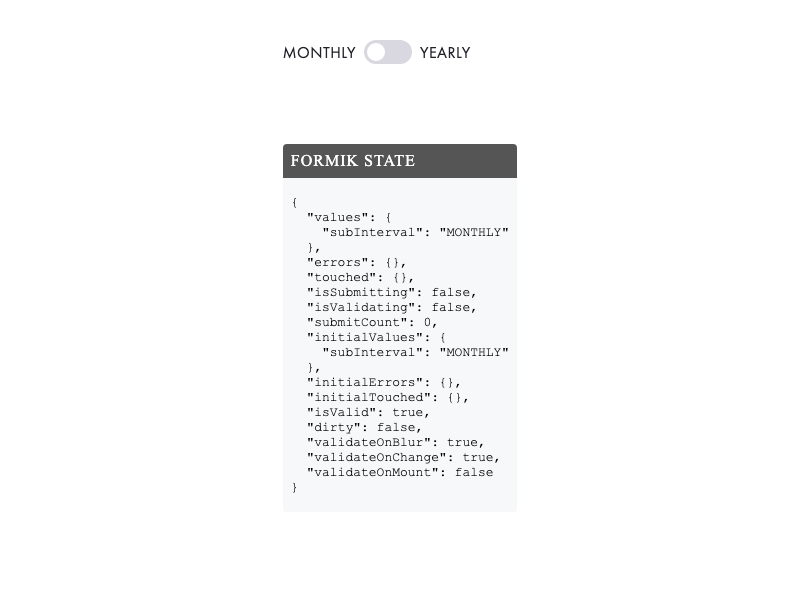 MONTHLY YEARLY
FORMIK STATE
{
  "values": {
    "subInterval": "MONTHLY"
  },
  "errors": {},
  "touched": {},
  "isSubmitting": false,
  "isValidating": false,
  "submitCount": 0,
  "initialValues": {
    "subInterval": "MONTHLY"
  },
  "initialErrors": {},
  "initialTouched": {},
  "isValid": true,
  "dirty": false,
  "validateOnBlur": true,
  "validateOnChange": true,
  "validateOnMount": false
}